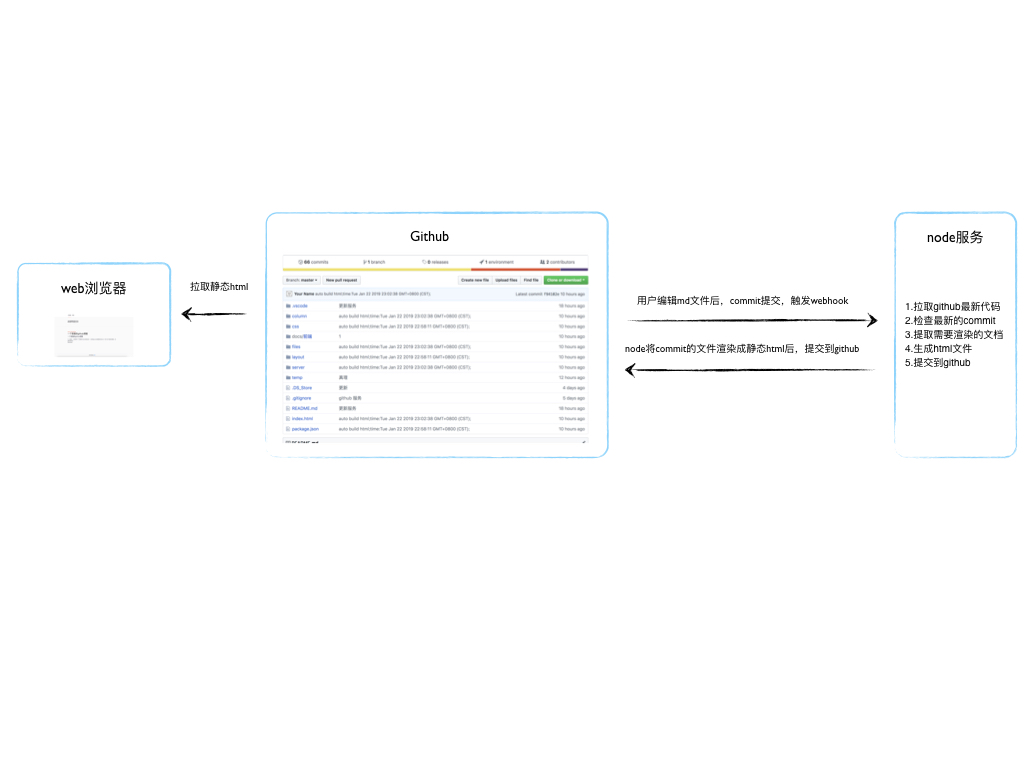 web浏览器
拉取静态html
Github
66 commits
1 branch
0 releases
1 environment
2 contributors
Branch: master
New pull request
Create new file
Upload files
Find file
Clone or download
Your Name auto build html;time:Tue Jan 22 2019 23:02:38 GMT+0800 (CST);
10 hours ago
.vscode 更新服务 18 hours ago
column auto build html;time:Tue Jan 22 2019 23:02:38 GMT+0800 (CST); 10 hours ago
css auto build html;time:Tue Jan 22 2019 22:58:11 GMT+0800 (CST); 10 hours ago
docs/前端 1 10 hours ago
files auto build html;time:Tue Jan 22 2019 23:02:38 GMT+0800 (CST); 10 hours ago
layout auto build html;time:Tue Jan 22 2019 22:58:11 GMT+0800 (CST); 10 hours ago
server auto build html;time:Tue Jan 22 2019 23:02:38 GMT+0800 (CST); 10 hours ago
temp 12 hours ago
.DS_Store 更新 4 days ago
.gitignore github 服务 5 days ago
README.md 更新服务 18 hours ago
index.html auto build html;time:Tue Jan 22 2019 23:02:38 GMT+0800 (CST); 10 hours ago
package.json auto build html;time:Tue Jan 22 2019 22:58:11 GMT+0800 (CST); 10 hours ago
README.md
用户编辑md文件后，commit提交，触发webhook
node将commit的文件渲染成静态html后，提交到github
node服务
1.拉取github最新代码
2.检查最新的commit
3.提取需要渲染的文档
4.生成html文件
5.提交到github